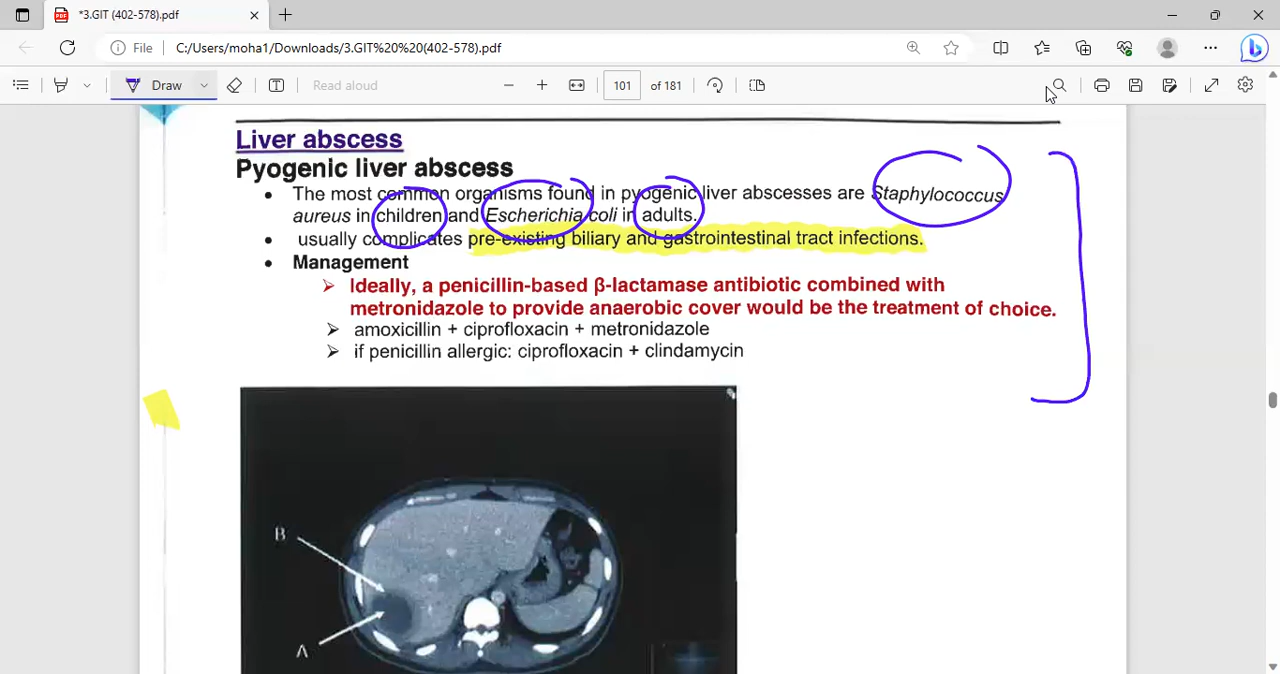 *3.GIT (402-578).pdf
File C:/Users/moha1/Downloads/3.GIT%20%20(402-578).pdf
Draw Read aloud 101 of 181
Liver abscess
Pyogenic liver abscess
• The most common organisms found in pyogenic liver abscesses are Staphylococcus
aureus in children and Escherichia coli in adults.
• usually complicates pre-existing biliary and gastrointestinal tract infections.
• Management
➢ Ideally, a penicillin-based β-lactamase antibiotic combined with
metronidazole to provide anaerobic cover would be the treatment of choice.
➢ amoxicillin + ciprofloxacin + metronidazole
➢ if penicillin allergic: ciprofloxacin + clindamycin
B
A